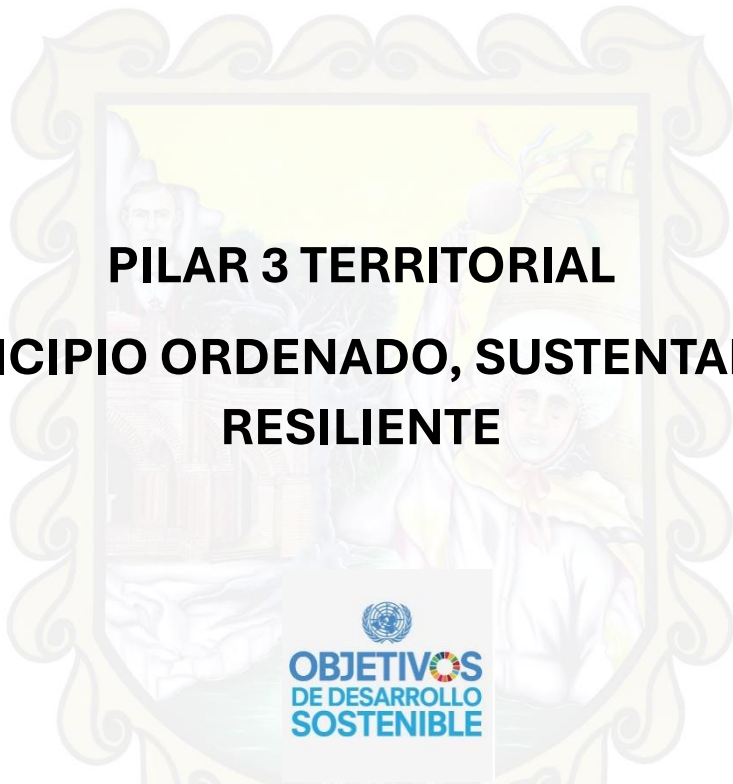 PILAR 3 TERRITORIAL
ICIPIO ORDENADO, SUSTENTA
RESILIENTE
OBJETIVOS
DE DESARROLLO
SOSTENIBLE